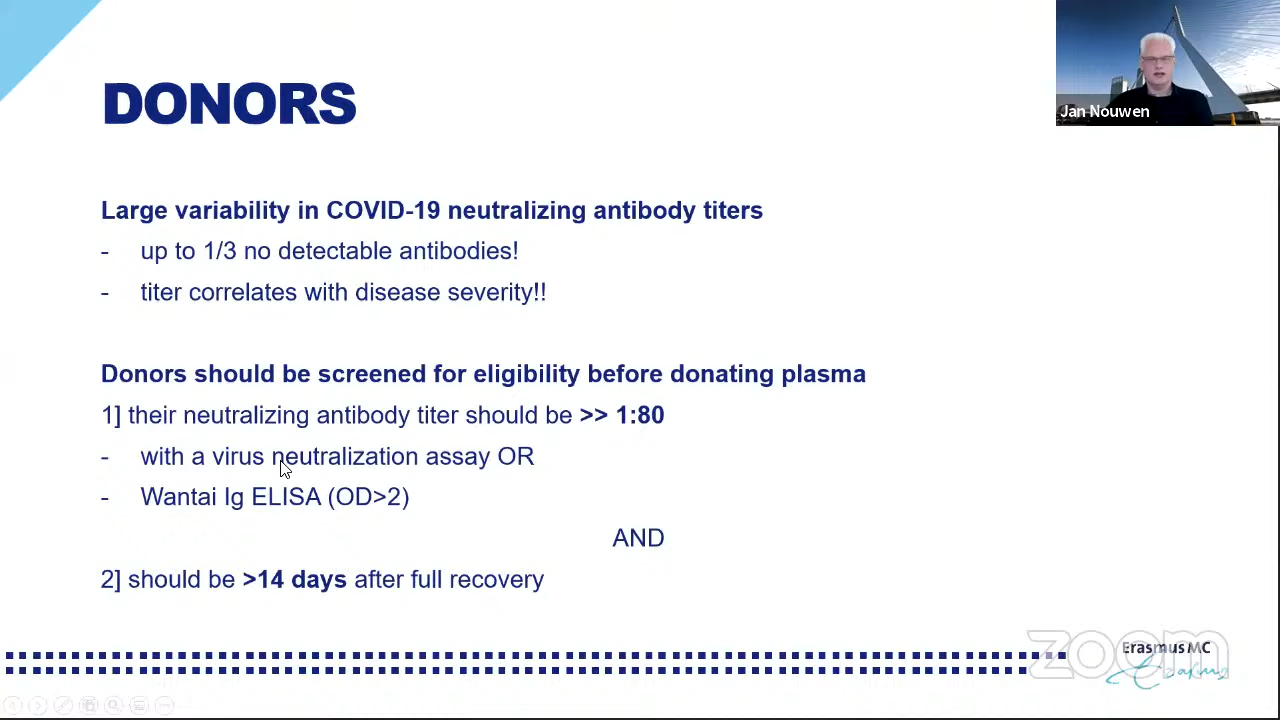 DONORS
Jan Nouwen
Large variability in COVID-19 neutralizing antibody titers
- up to 1/3 no detectable antibodies!
- titer correlates with disease severity!!
Donors should be screened for eligibility before donating plasma
1] their neutralizing antibody titer should be >> 1:80
- with a virus neutralization assay OR
- Wantai Ig ELISA (OD>2)
AND
2] should be >14 days after full recovery
zoom
Erasmus MC
Erasmus